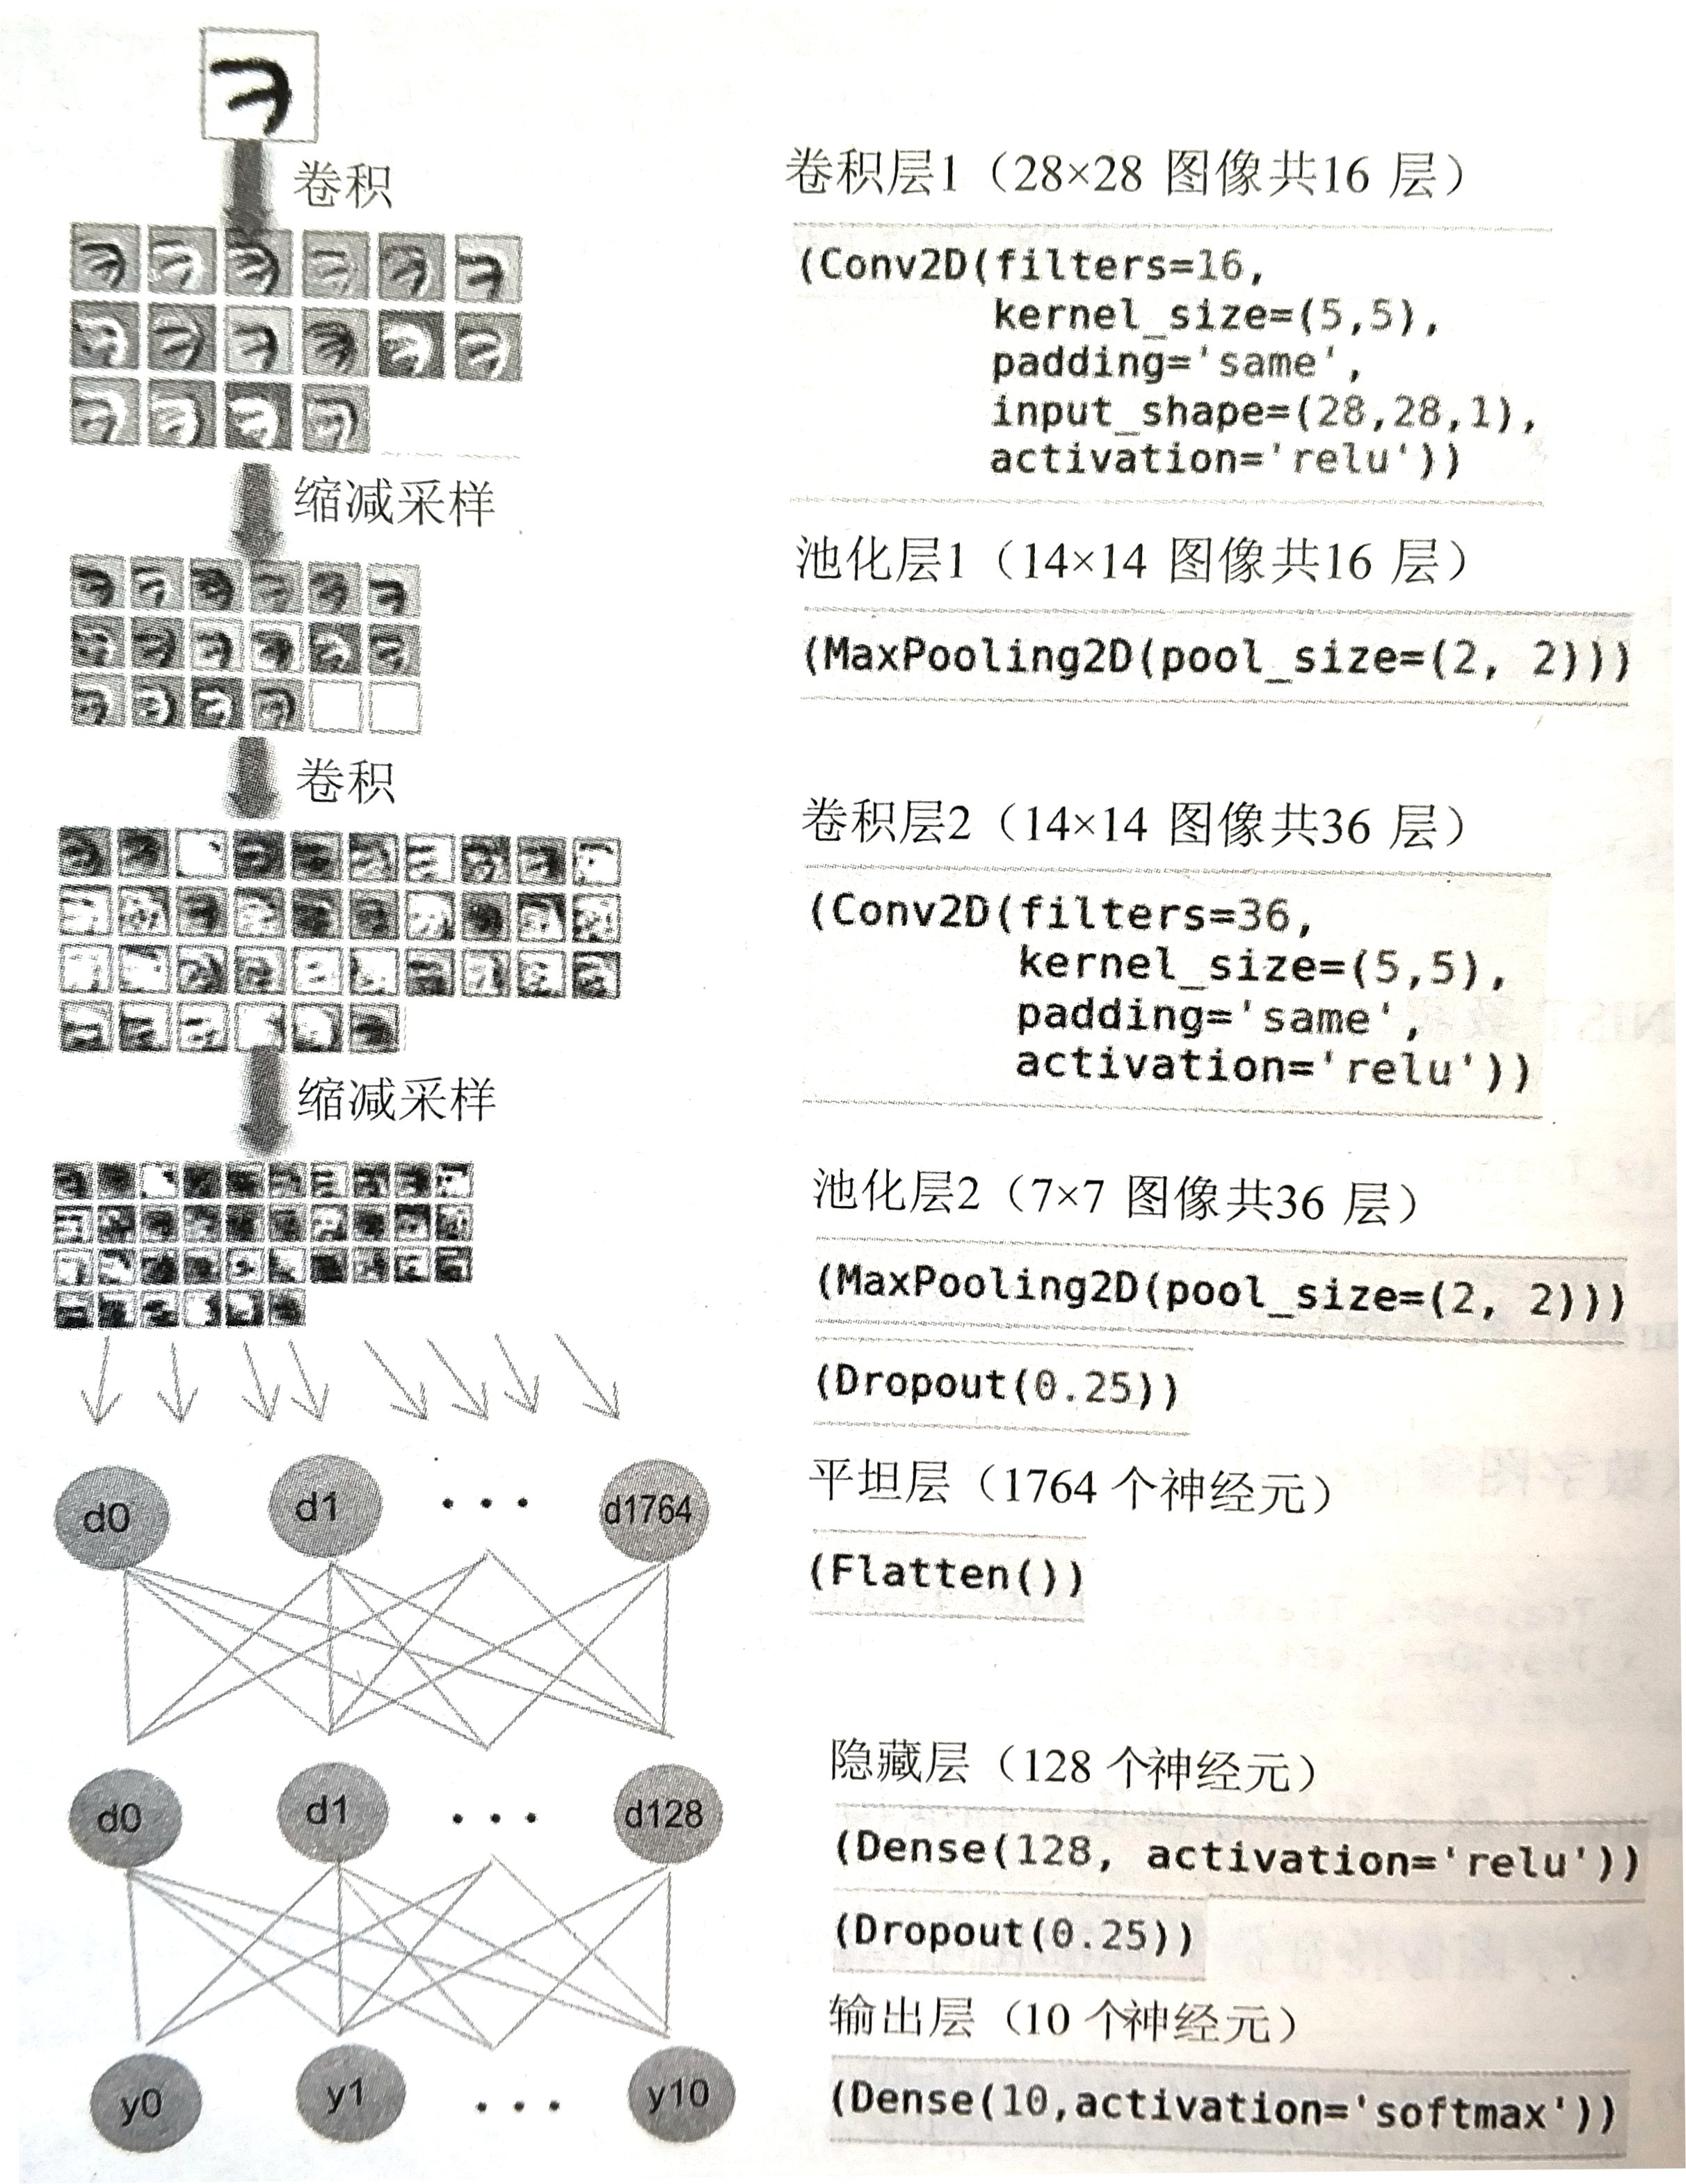 卷积
卷积层1（28×28 图像共16 层）
(Conv2D(filters=16,
kernel_size=(5,5),
padding='same',
input_shape=(28,28,1),
activation='relu'))
缩减采样
池化层1（14×14 图像共16 层）
(MaxPooling2D(pool_size=(2, 2)))
卷积
卷积层2（14×14 图像共36 层）
(Conv2D(filters=36,
kernel_size=(5,5),
padding='same',
activation='relu'))
缩减采样
池化层2（7×7 图像共36 层）
(MaxPooling2D(pool_size=(2, 2)))
(Dropout(0.25))
平坦层（1764 个神经元）
d0 d1 ··· d1764
(Flatten())
隐藏层（128 个神经元）
d0 d1 ··· d128
(Dense(128, activation='relu'))
(Dropout(0.25))
输出层（10 个神经元）
y0 y1 ··· y10
(Dense(10,activation='softmax'))